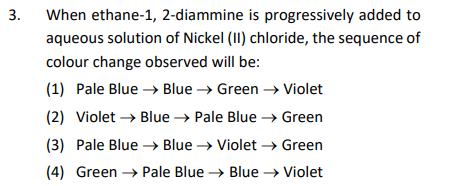 3. When ethane-1, 2-diammine is progressively added to
aqueous solution of Nickel (II) chloride, the sequence of
colour change observed will be:
(1) Pale Blue → Blue → Green → Violet
(2) Violet → Blue → Pale Blue → Green
(3) Pale Blue → Blue → Violet → Green
(4) Green → Pale Blue → Blue → Violet